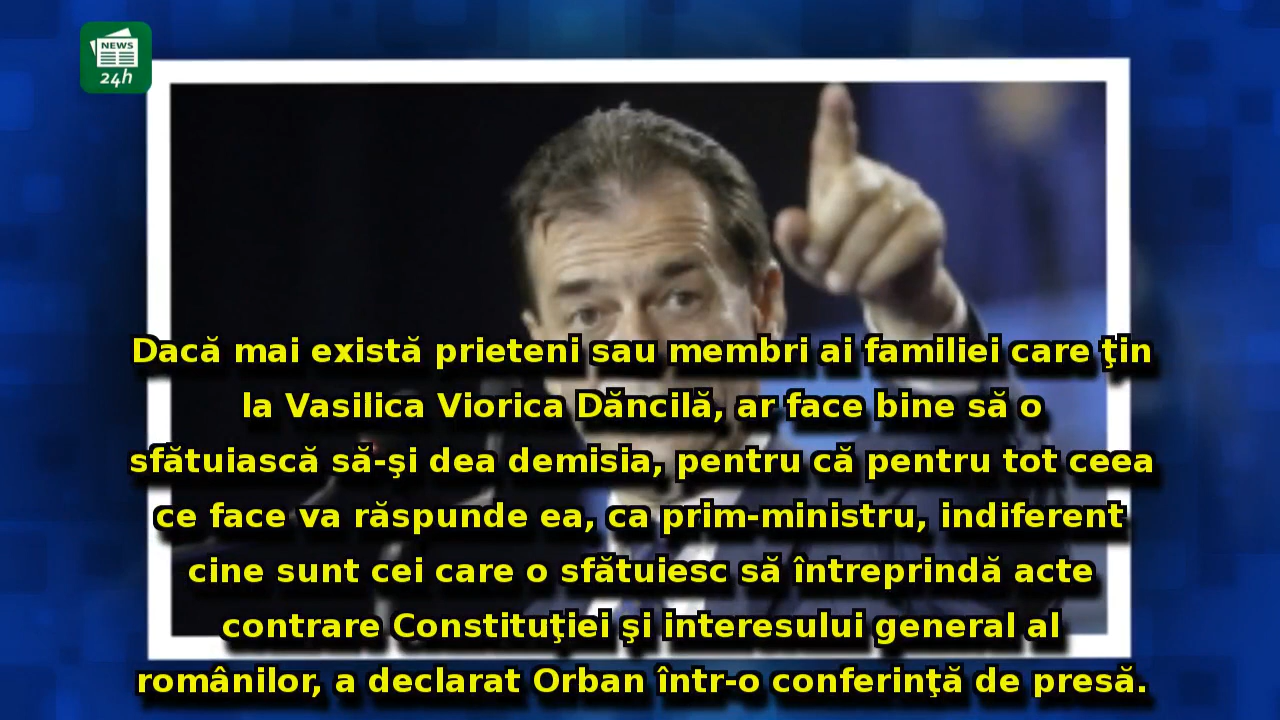 NEWS
24h
Dacă mai există prieteni sau membri ai familiei care ţin
la Vasilica Viorica Dăncilă, ar face bine să o
sfătuiască să-şi dea demisia, pentru că pentru tot ceea
ce face va răspunde ea, ca prim-ministru, indiferent
cine sunt cei care o sfătuiesc să întreprindă acte
contrare Constituţiei şi interesului general al
românilor, a declarat Orban într-o conferinţă de presă.